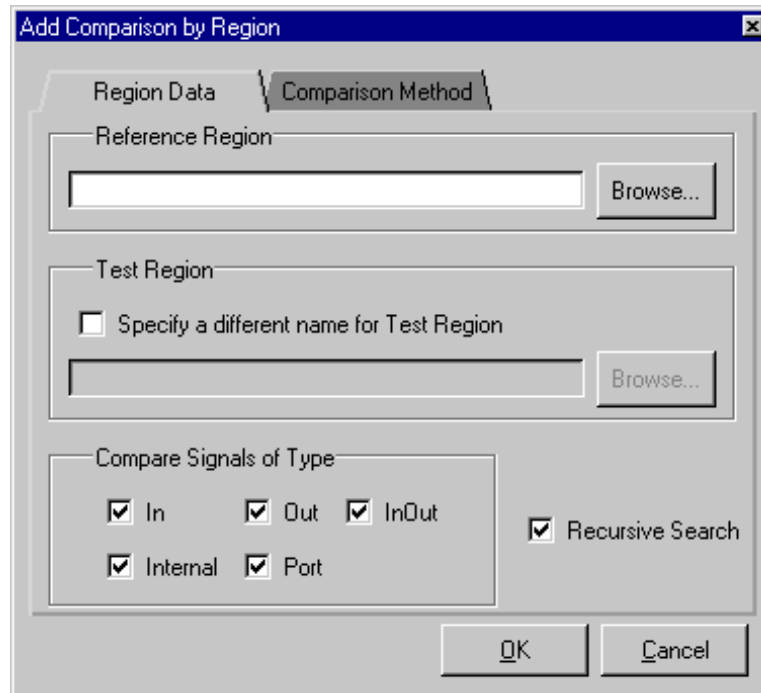 Add Comparison by Region
Region Data
Comparison Method
Reference Region
Browse...
Test Region
Specify a different name for Test Region
Browse...
Compare Signals of Type
In
Out
InOut
Recursive Search
Internal
Port
OK
Cancel